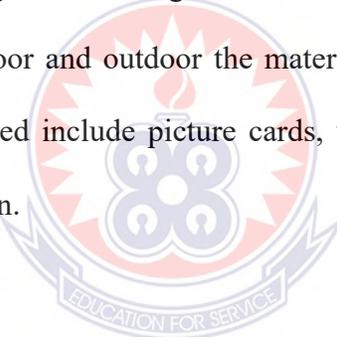 oor and outdoor the mater
ed include picture cards,
n.
EDUCATION FOR SERVICE